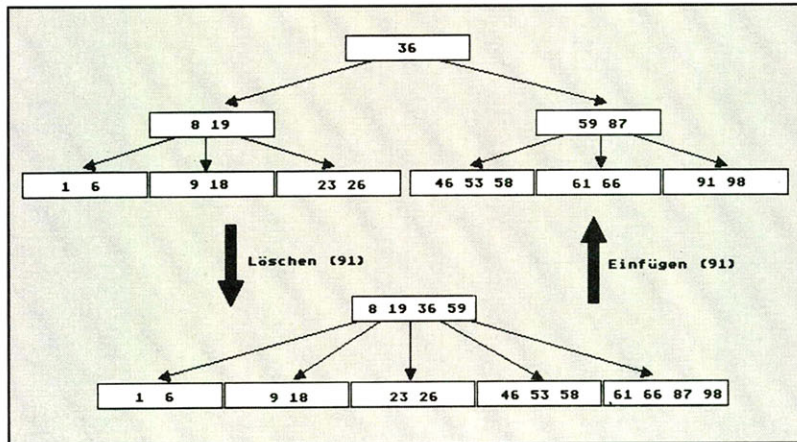 36
8 19
59 87
1 6
9 18
23 26
46 53 58
61 66
91 98
Löschen (91)
Einfügen (91)
8 19 36 59
1 6
9 18
23 26
46 53 58
61 66 87 98